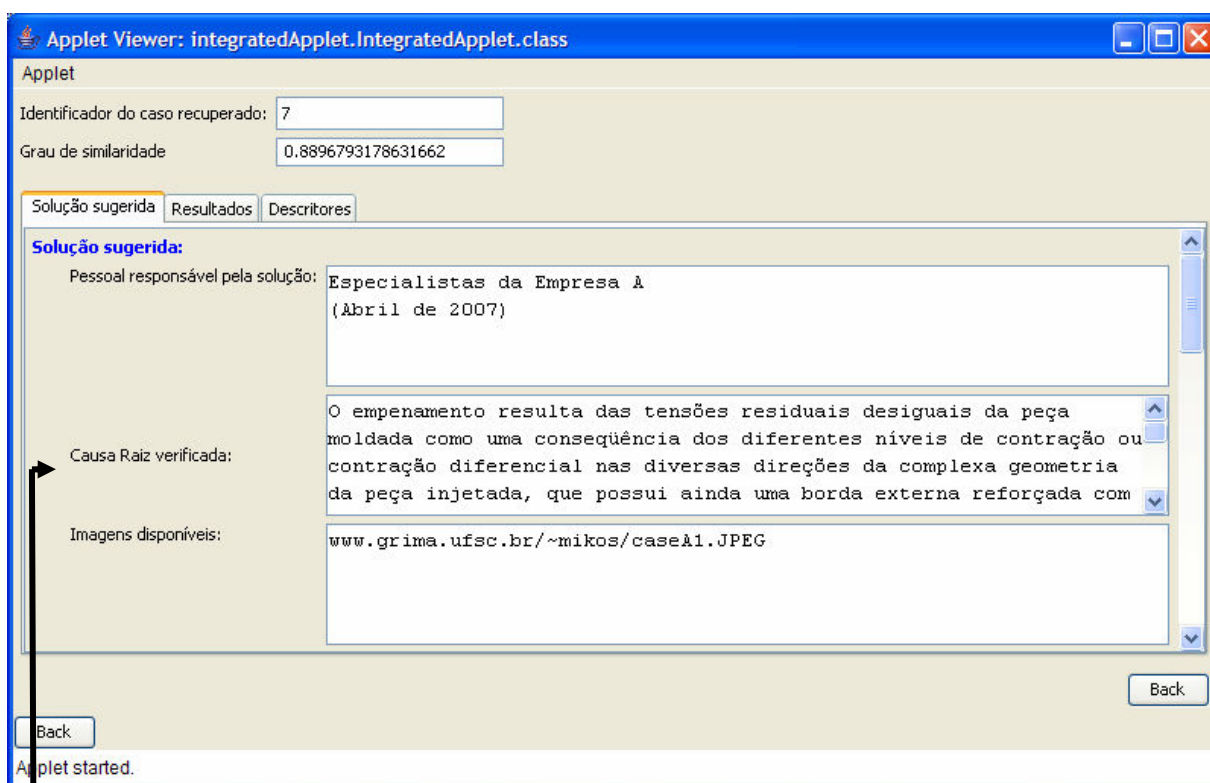 Applet Viewer: integratedApplet.IntegratedApplet.class
Applet
Identificador do caso recuperado: 7
Grau de similaridade 0.8896793178631662
Solução sugerida Resultados Descritores
Solução sugerida:
Pessoal responsável pela solução: Especialistas da Empresa A
(Abril de 2007)
Causa Raiz verificada:
O empenamento resulta das tensões residuais desiguais da peça
moldada como uma conseqüência dos diferentes níveis de contração ou
contração diferencial nas diversas direções da complexa geometria
da peça injetada, que possui ainda uma borda externa reforçada com
Imagens disponíveis: www.grima.ufsc.br/~mikos/caseA1.JPEG
Back
Back
Applet started.